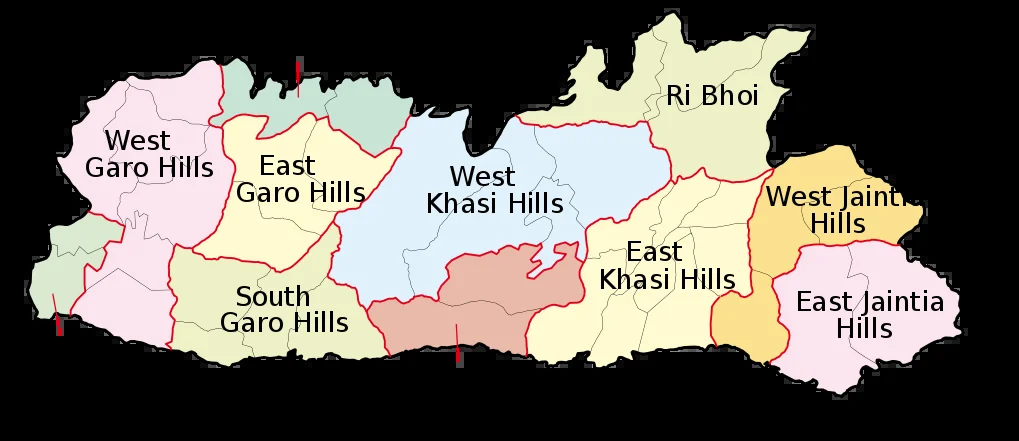 Ri Bhoi
West
Garo Hills
East
Garo Hills
West
Khasi Hills
West Jaintia
Hills
East
Khasi Hills
South
Garo Hills
East Jaintia
Hills